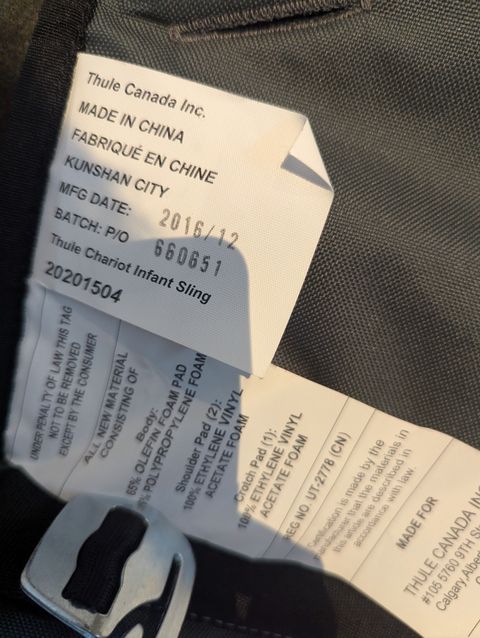 Thule Canada Inc.
MADE IN CHINA
FABRIQUÉ EN CHINE
KUNSHAN CITY
MFG DATE: 2016/12
BATCH: P/O 660651
Thule Chariot Infant Sling
20201504
UNDER PENALTY OF LAW THIS TAG
NOT TO BE REMOVED
EXCEPT BY THE CONSUMER
ALL NEW MATERIAL
CONSISTING OF
Body:
65% OLEFIN FOAM PAD
POLYPROPYLENE FOAM
Shoulder Pad (2):
100% ETHYLENE VINYL
ACETATE FOAM
Crotch Pad (1):
100% ETHYLENE VINYL
ACETATE FOAM
REG NO. UT-2778 (CN)
Certification is made by the
manufacturer that the materials in
the article are described in
accordance with law.
MADE FOR
THULE CANADA
#105 5760 9TH
Calgary,